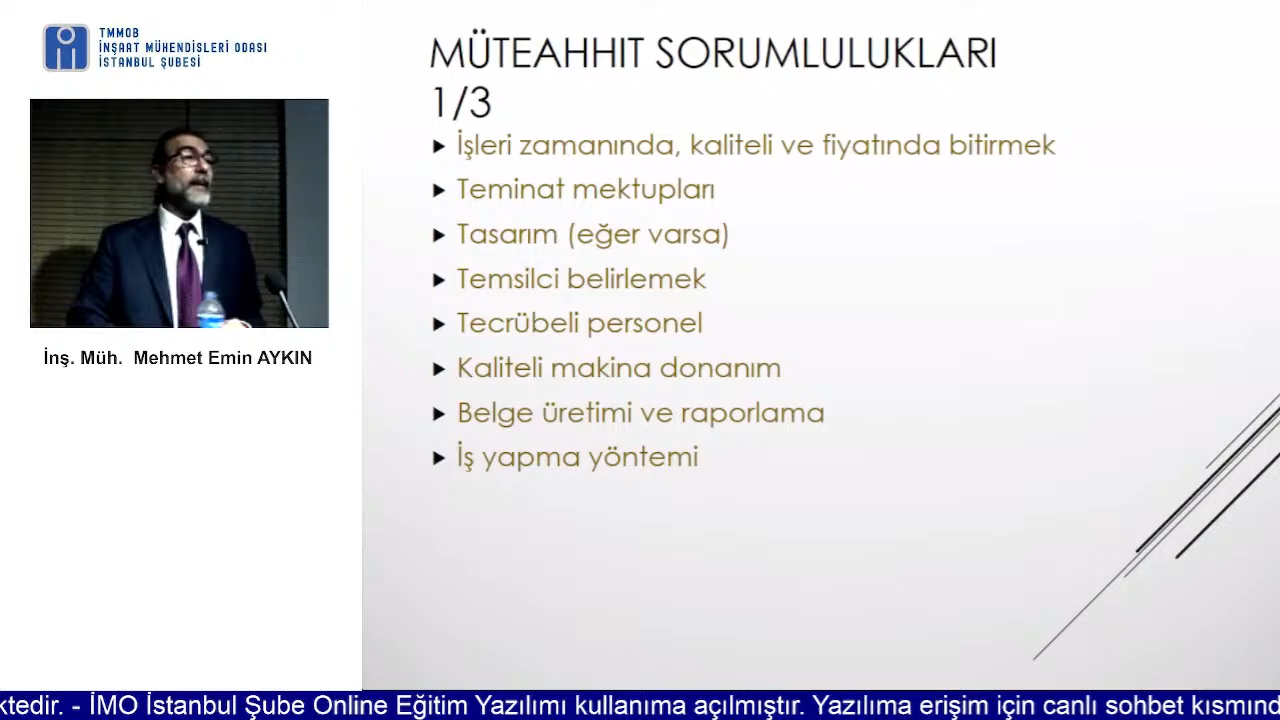 TMMOB
İNŞAAT MÜHENDİSLERİ ODASI
İSTANBUL ŞUBESİ
İnş. Müh. Mehmet Emin AYKIN
MÜTEAHHIT SORUMLULUKLARI
1/3
İşleri zamanında, kaliteli ve fiyatında bitirmek
Teminat mektupları
Tasarım (eğer varsa)
Temsilci belirlemek
Tecrübeli personel
Kaliteli makina donanım
Belge üretimi ve raporlama
İş yapma yöntemi
ktedir. - İMO İstanbul Şube Online Eğitim Yazılımı kullanıma açılmıştır. Yazılıma erişim için canlı sohbet kısmınd